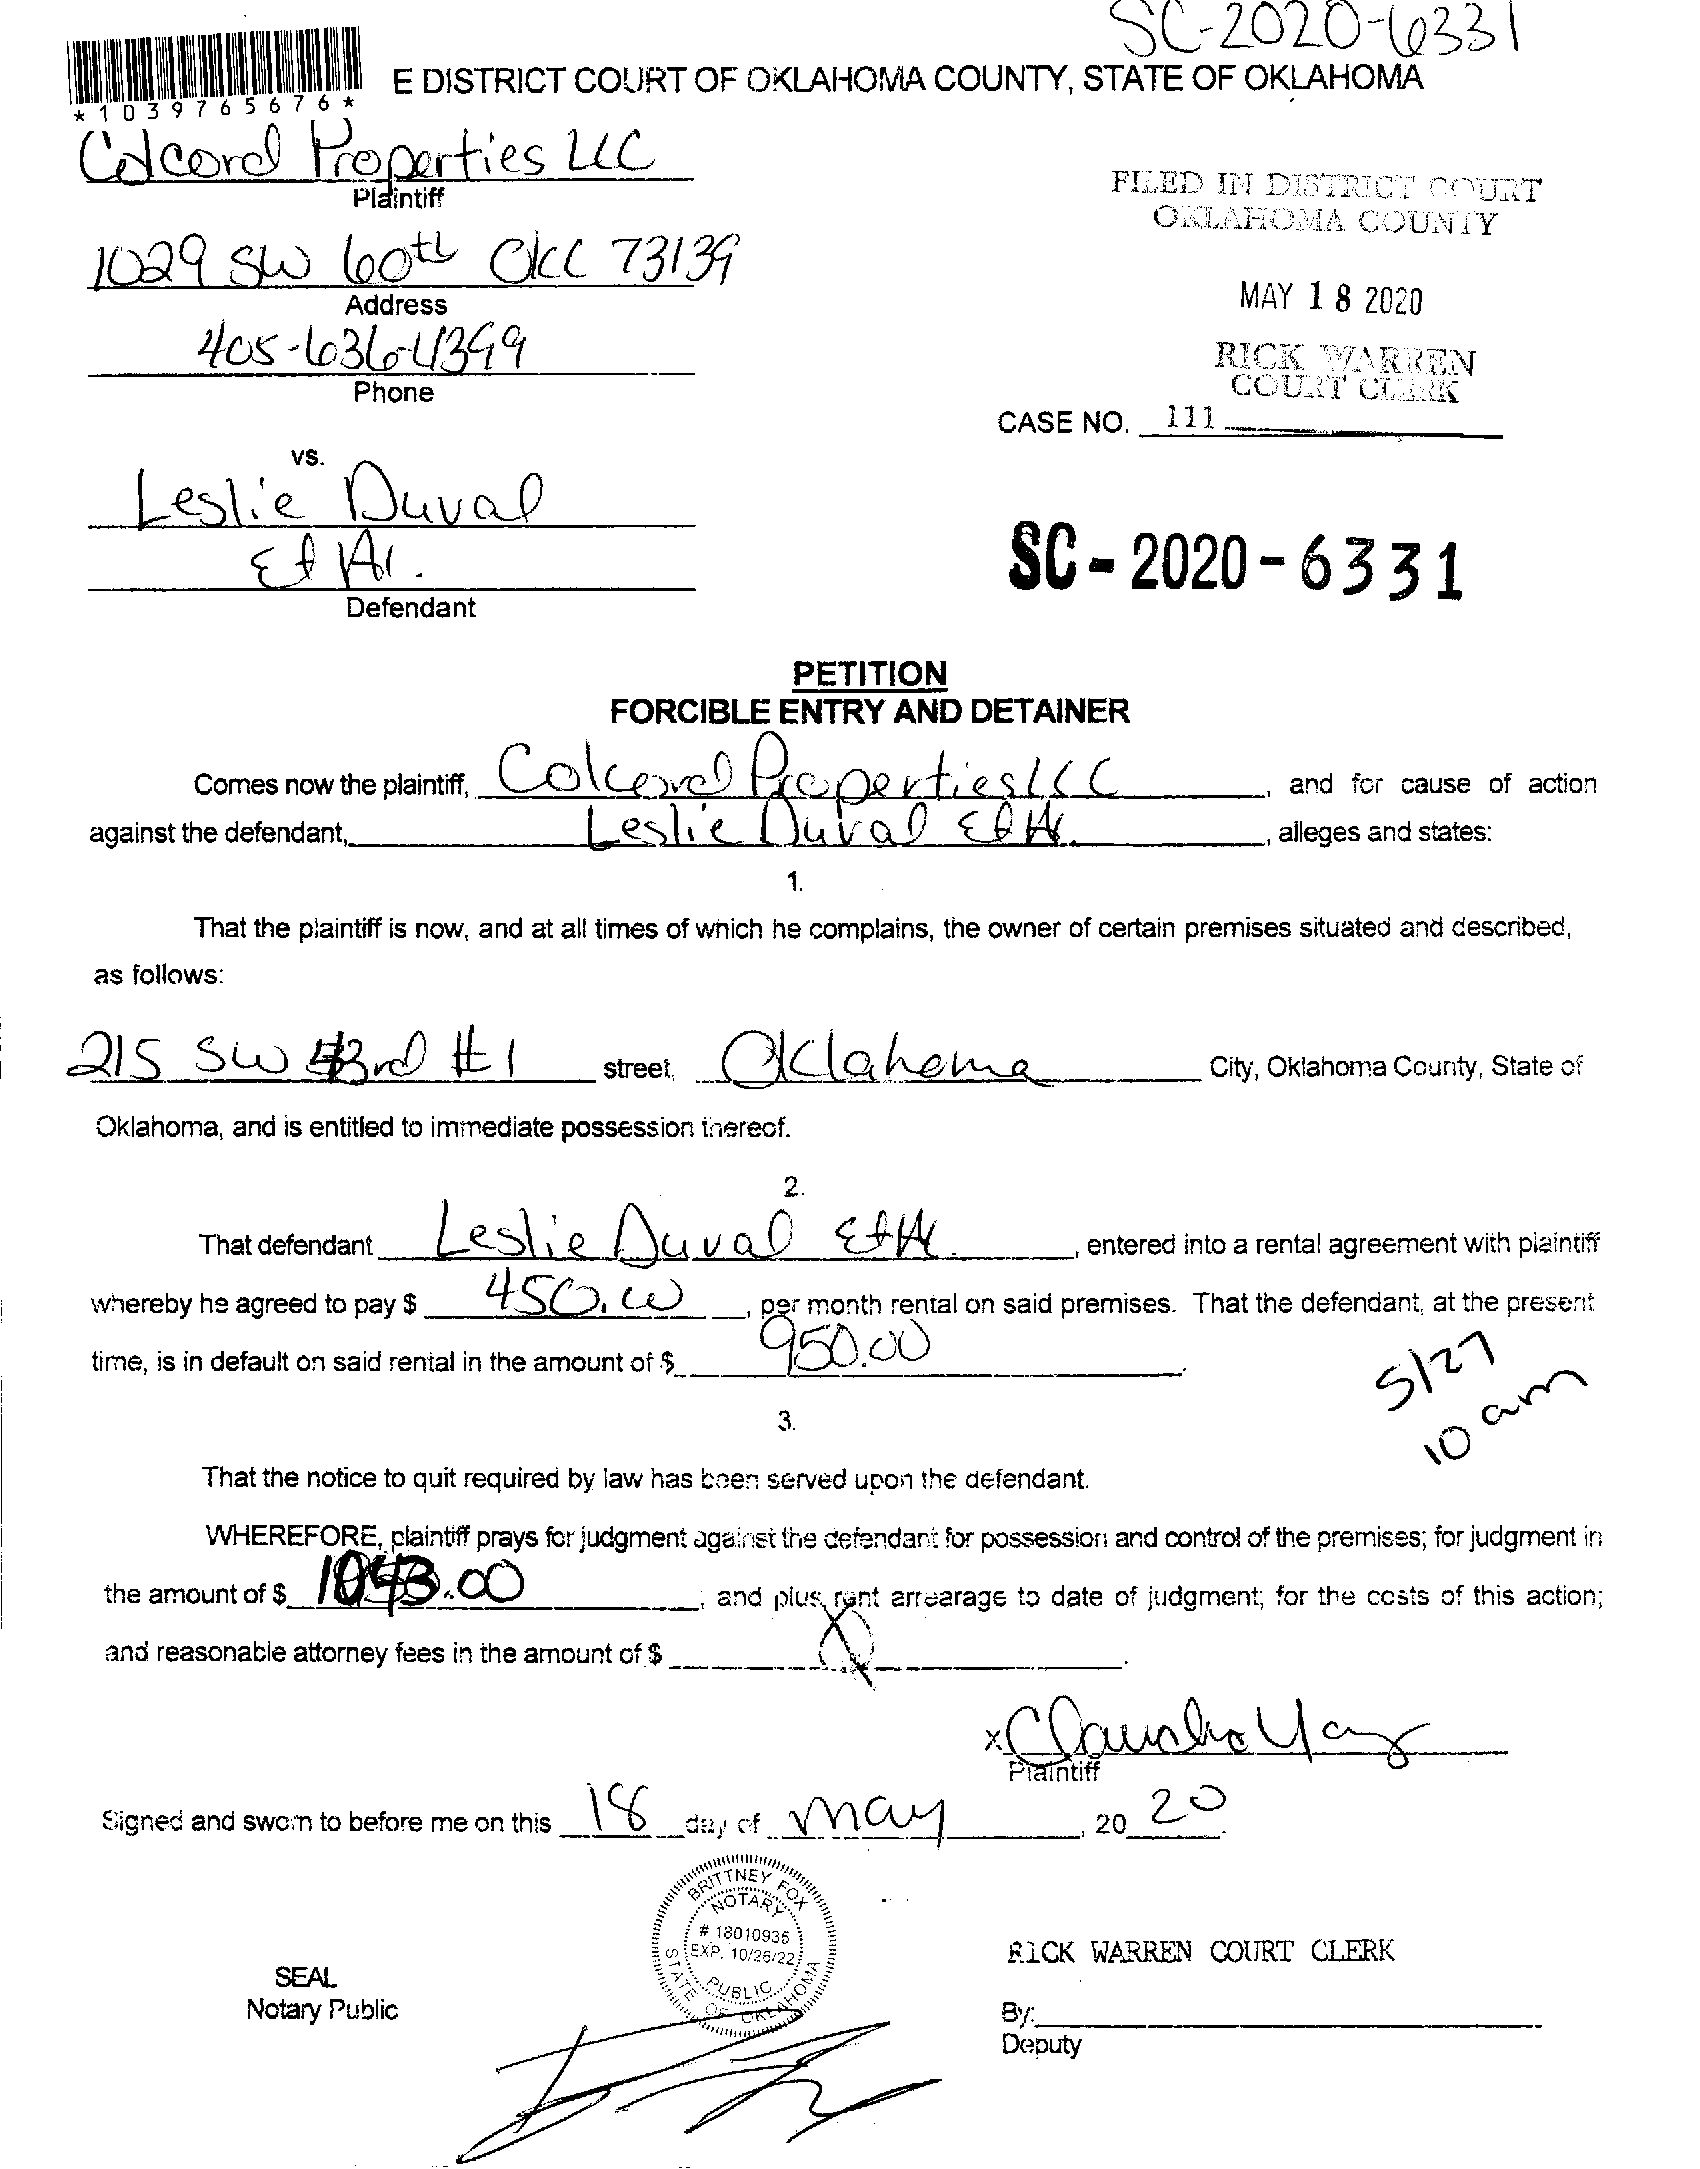 SC-2020-6331
E DISTRICT COURT OF OKLAHOMA COUNTY, STATE OF OKLAHOMA
*1039765676*
Colcord Properties LLC
Plaintiff
FILED IN DISTRICT COURT
OKLAHOMA COUNTY
1029 SW 60th OKC 73139
Address
MAY 18 2020
405-636-4399
Phone
RICK WARREN
COURT CLERK
CASE NO. 111
vs.
Leslie Duval
Et Al.
Defendant
SC-2020-6331
PETITION
FORCIBLE ENTRY AND DETAINER
Comes now the plaintiff, Colcord Properties LLC, and for cause of action
against the defendant, Leslie Duval Et Al., alleges and states:
1.
That the plaintiff is now, and at all times of which he complains, the owner of certain premises situated and described,
as follows:
215 SW 43rd #1 street, Oklahoma City, Oklahoma County, State of
Oklahoma, and is entitled to immediate possession thereof.
2.
That defendant Leslie Duval Et Al., entered into a rental agreement with plaintiff
whereby he agreed to pay $ 450.00, per month rental on said premises. That the defendant, at the present
time, is in default on said rental in the amount of $ 950.00.
5/27
10 am
3.
That the notice to quit required by law has been served upon the defendant.
WHEREFORE, plaintiff prays for judgment against the defendant for possession and control of the premises; for judgment in
the amount of $ .00, and plus rent arrearage to date of judgment; for the costs of this action;
and reasonable attorney fees in the amount of $
x
Plaintiff
Signed and sworn to before me on this 18 day of May, 20 20
BRITTNEY FOX
NOTARY
# 18010936
EXP. 10/26/22
PUBLIC
STATE OF OKLAHOMA
SEAL
Notary Public
RICK WARREN COURT CLERK
By:
Deputy